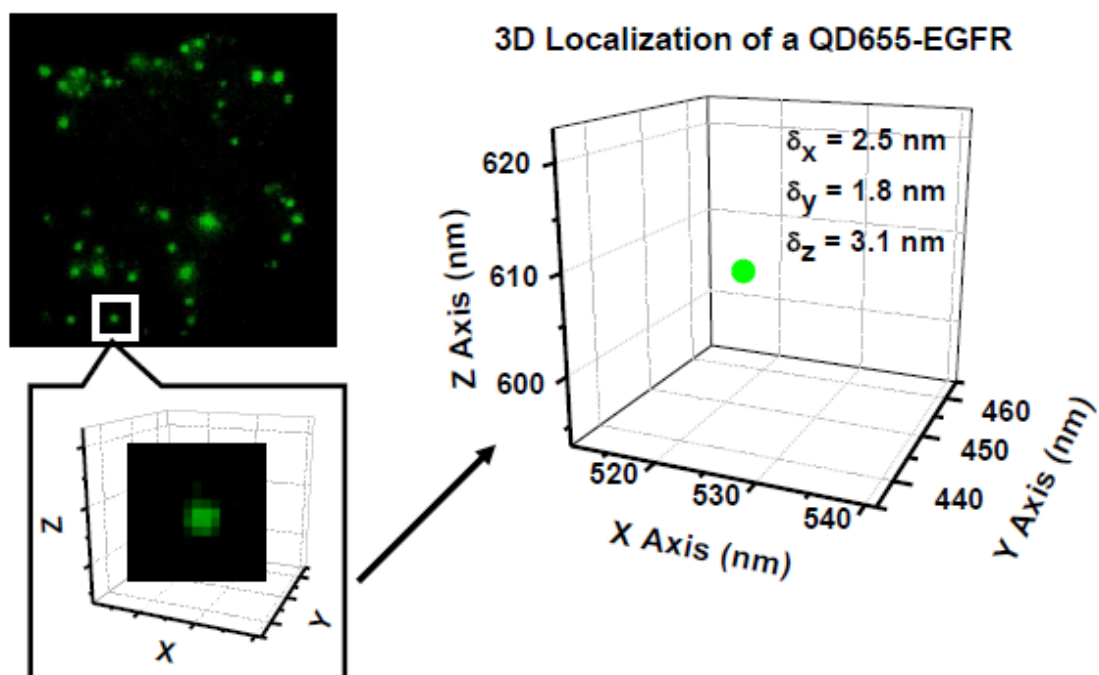 3D Localization of a QD655-EGFR
δx = 2.5 nm
δy = 1.8 nm
δz = 3.1 nm
620
610
600
Z Axis (nm)
520
530
540
X Axis (nm)
460
450
440
Y Axis (nm)
Z
X
Y